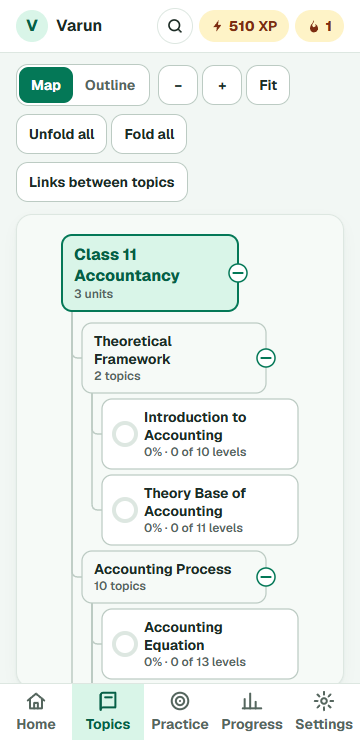 V Varun 510 XP 1
Map Outline − + Fit
Unfold all Fold all
Links between topics
Class 11
Accountancy
3 units
Theoretical
Framework
2 topics
Introduction to
Accounting
0% · 0 of 10 levels
Theory Base of
Accounting
0% · 0 of 11 levels
Accounting Process
10 topics
Accounting
Equation
0% · 0 of 13 levels
Home Topics Practice Progress Settings